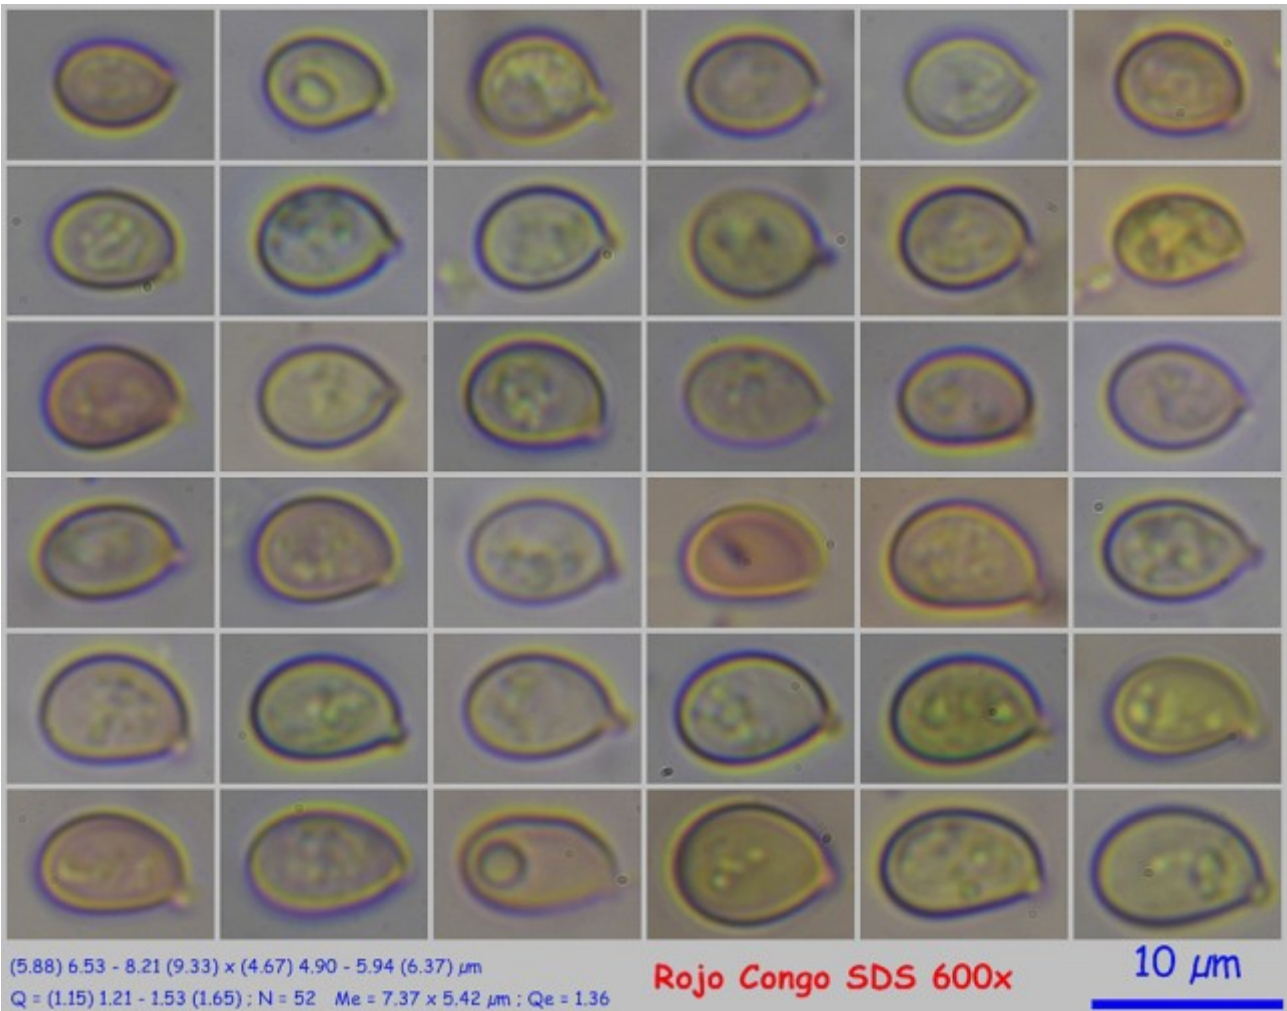 (5.88) 6.53 - 8.21 (9.33) x (4.67) 4.90 - 5.94 (6.37) µm
Q = (1.15) 1.21 - 1.53 (1.65) ; N = 52 Me = 7.37 x 5.42 µm ; Qe = 1.36
Rojo Congo SDS 600x
10 µm